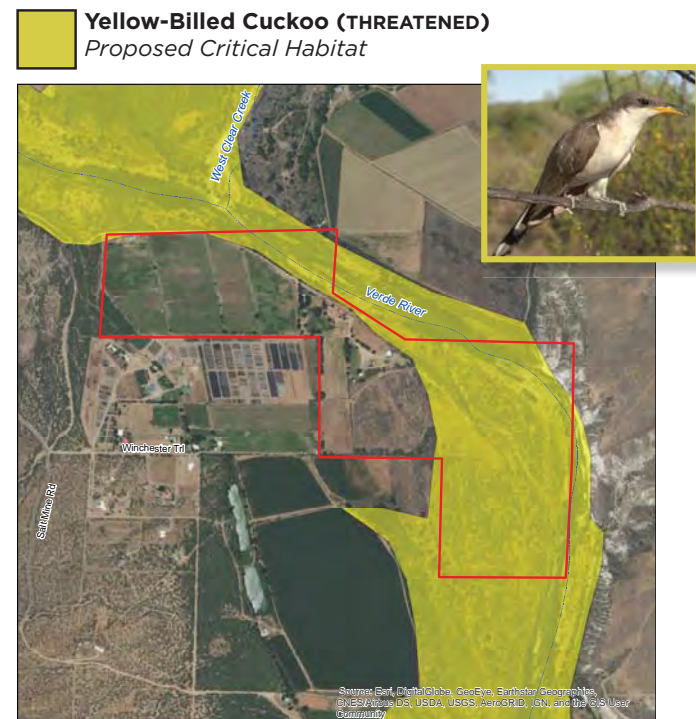 Yellow-Billed Cuckoo (THREATENED)
Proposed Critical Habitat
West Clear Creek
Verde River
Winchester Trl
Salt Mine Rd
Source: Esri, DigitalGlobe, GeoEye, Earthstar Geographics,
CNES/Airbus DS, USDA, USGS, AeroGRID, IGN, and the GIS User
Community